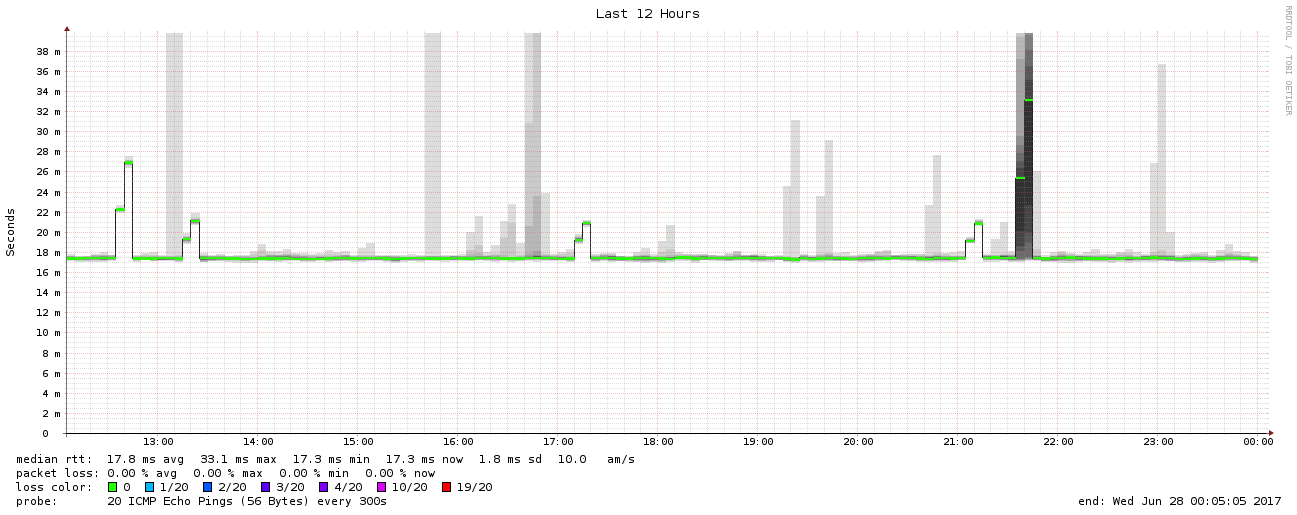 Last 12 Hours
RRDTOOL / TOBI OETIKER
Seconds
38 m
36 m
34 m
32 m
30 m
28 m
26 m
24 m
22 m
20 m
18 m
16 m
14 m
12 m
10 m
8 m
6 m
4 m
2 m
0
13:00 14:00 15:00 16:00 17:00 18:00 19:00 20:00 21:00 22:00 23:00 00:00
median rtt: 17.8 ms avg 33.1 ms max 17.3 ms min 17.3 ms now 1.8 ms sd 10.0 am/s
packet loss: 0.00 % avg 0.00 % max 0.00 % min 0.00 % now
loss color: 0 1/20 2/20 3/20 4/20 10/20 19/20
probe: 20 ICMP Echo Pings (56 Bytes) every 300s end: Wed Jun 28 00:05:05 2017